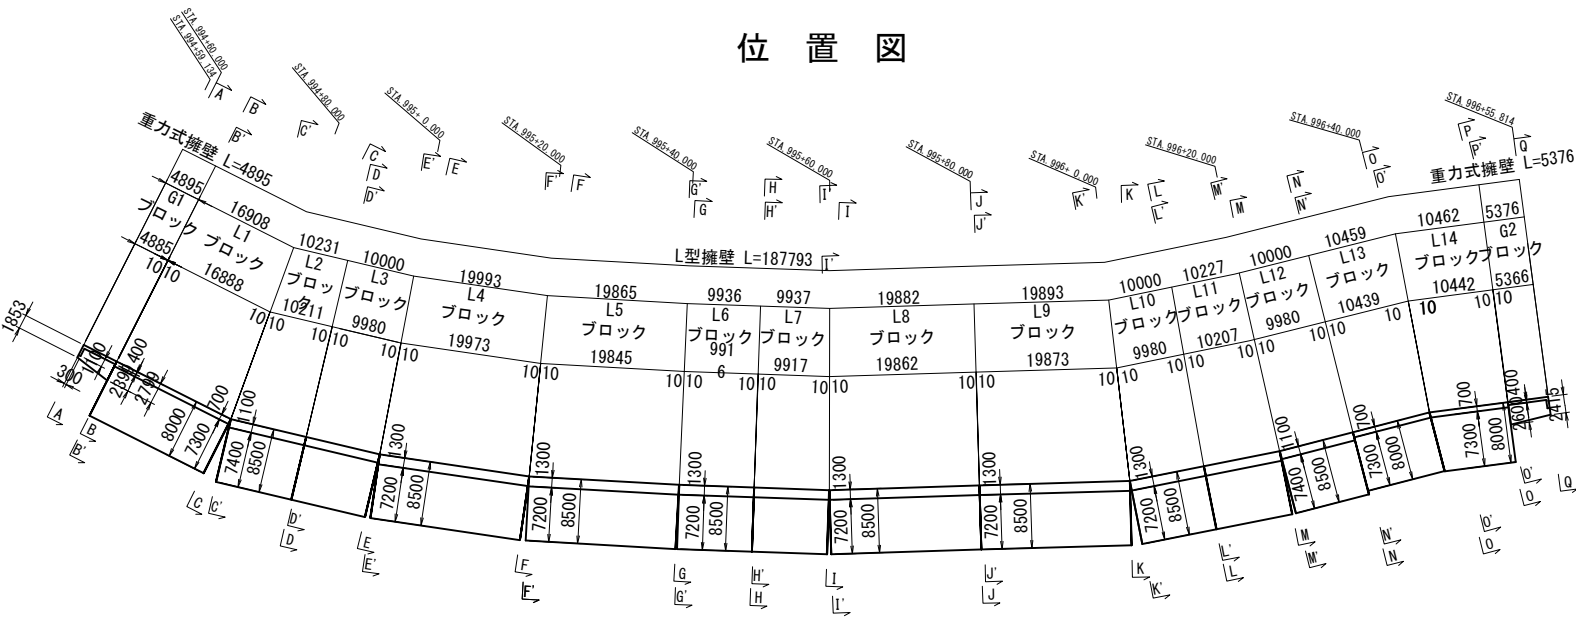 位 置 図
STA.994+59.134
STA.994+60.000
STA.994+80.000
STA.995+ 0.000
STA.995+20.000
STA.995+40.000
STA.995+60.000
STA.995+80.000
STA.996+ 0.000
STA.996+20.000
STA.996+40.000
STA.996+55.814
A
B
B'
C'
C
D
D'
E'
E
F'
F
G'
G
H
H'
I'
I
J
J'
K'
K
L
L'
M'
M
N
N'
O
O'
P
P'
Q
重力式擁壁 L=4895
L型擁壁 L=187793
I'
重力式擁壁 L=5376
4895
16908
10231
10000
19993
19865
9936
9937
19882
19893
10000
10227
10000
10459
10462
5376
G1
ブロック
L1
ブロック
L2
ブロッ
ク
L3
ブロック
L4
ブロック
L5
ブロック
L6
ブロック
L7
ブロック
L8
ブロック
L9
ブロック
L10
ブロック
L11
ブロック
L12
ブロック
L13
ブロック
L14
ブロック
G2
ブロック
4885
10 10
16888
10 10
10211
10 10
9980
10 10
19973
10 10
19845
10 10
991
6
10 10
9917
10 10
19862
10 10
19873
10 10
9980
10 10
10207
10 10
9980
10 10
10439
10 10
10442
10 10
5366
1853
300
1100
2399
400
2799
8000
7300
700
1100
7400
8500
1300
7200
8500
1300
7200
8500
1300
7200
8500
1300
7200
8500
1300
7200
8500
1300
7200
8500
1100
7400
8500
700
7300
8000
700
7300
8000
2600
400
2415
A
B
B'
C
C'
D'
D
E
E'
F
F'
G
G'
H'
H
I
I'
J'
J
K
K'
L'
L
M
M'
N'
N
O'
O
O'
O
Q